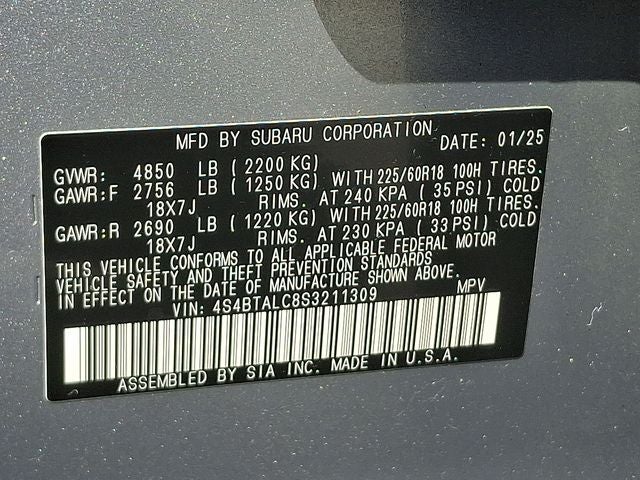 MFD BY SUBARU CORPORATION DATE: 01/25
GVWR: 4850 LB (2200 KG)
GAWR:F 2756 LB (1250 KG) WITH 225/60R18 100H TIRES.
18X7J RIMS. AT 240 KPA (35 PSI) COLD
GAWR:R 2690 LB (1220 KG) WITH 225/60R18 100H TIRES.
18X7J RIMS. AT 230 KPA (33 PSI) COLD
THIS VEHICLE CONFORMS TO ALL APPLICABLE FEDERAL MOTOR
VEHICLE SAFETY AND THEFT PREVENTION STANDARDS
IN EFFECT ON THE DATE OF MANUFACTURE SHOWN ABOVE.
VIN: 4S4BTALC8S3211309 MPV
ASSEMBLED BY SIA INC. MADE IN U.S.A.